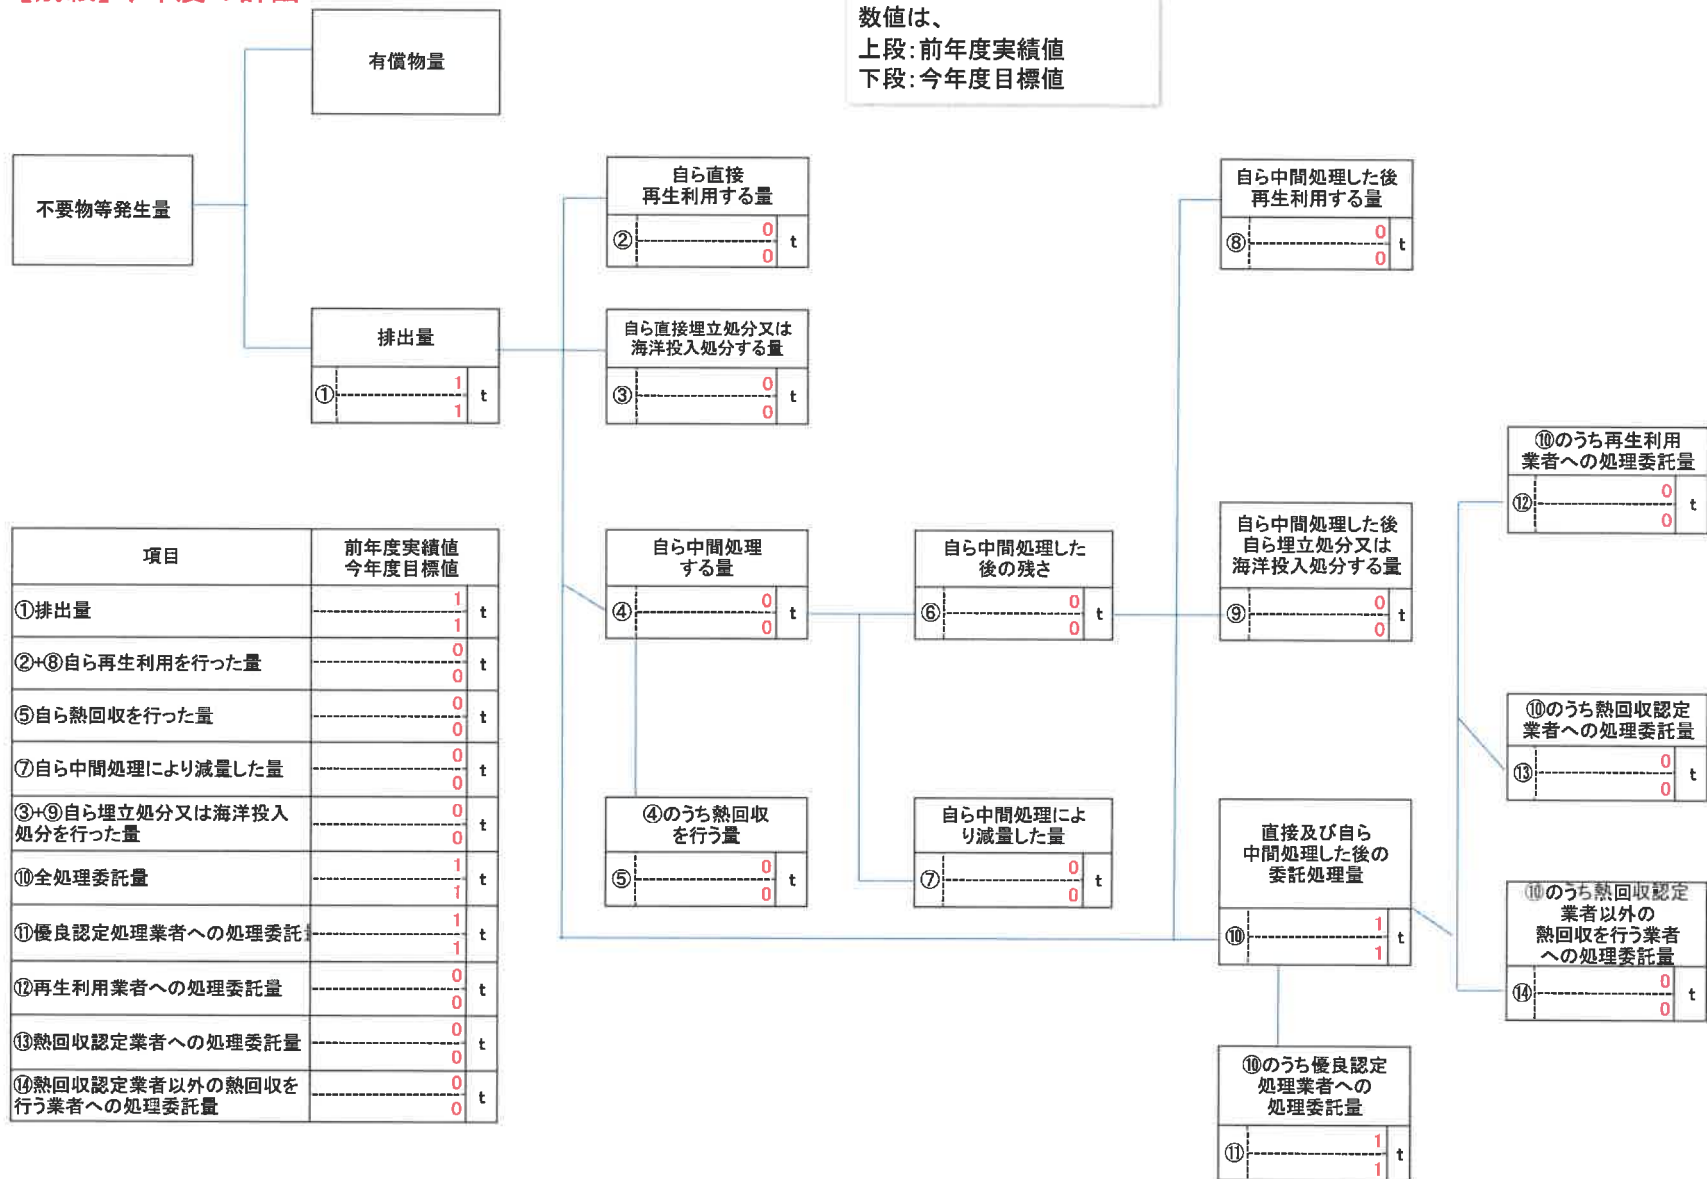 数値は、
上段：前年度実績値
下段：今年度目標値
有償物量
不要物等発生量
排出量
① 1 t
1
自ら直接
再生利用する量
② 0 t
0
自ら直接埋立処分又は
海洋投入処分する量
③ 0 t
0
自ら中間処理
する量
④ 0 t
0
④のうち熱回収
を行う量
⑤ 0 t
0
自ら中間処理した
後の残さ
⑥ 0 t
0
自ら中間処理によ
り減量した量
⑦ 0 t
0
自ら中間処理した後
再生利用する量
⑧ 0 t
0
自ら中間処理した後
自ら埋立処分又は
海洋投入処分する量
⑨ 0 t
0
直接及び自ら
中間処理した後の
委託処理量
⑩ 1 t
1
⑩のうち優良認定
処理業者への
処理委託量
⑪ 1 t
1
⑩のうち再生利用
業者への処理委託量
⑫ 0 t
0
⑩のうち熱回収認定
業者への処理委託量
⑬ 0 t
0
⑩のうち熱回収認定
業者以外の
熱回収を行う業者
への処理委託量
⑭ 0 t
0
項目
前年度実績値
今年度目標値
①排出量 1 t
1
②+⑧自ら再生利用を行った量 0 t
0
⑤自ら熱回収を行った量 0 t
0
⑦自ら中間処理により減量した量 0 t
0
③+⑨自ら埋立処分又は海洋投入
処分を行った量 0 t
0
⑩全処理委託量 1 t
1
⑪優良認定処理業者への処理委託 1 t
1
⑫再生利用業者への処理委託量 0 t
0
⑬熱回収認定業者への処理委託量 0 t
0
⑭熱回収認定業者以外の熱回収を
行う業者への処理委託量 0 t
0